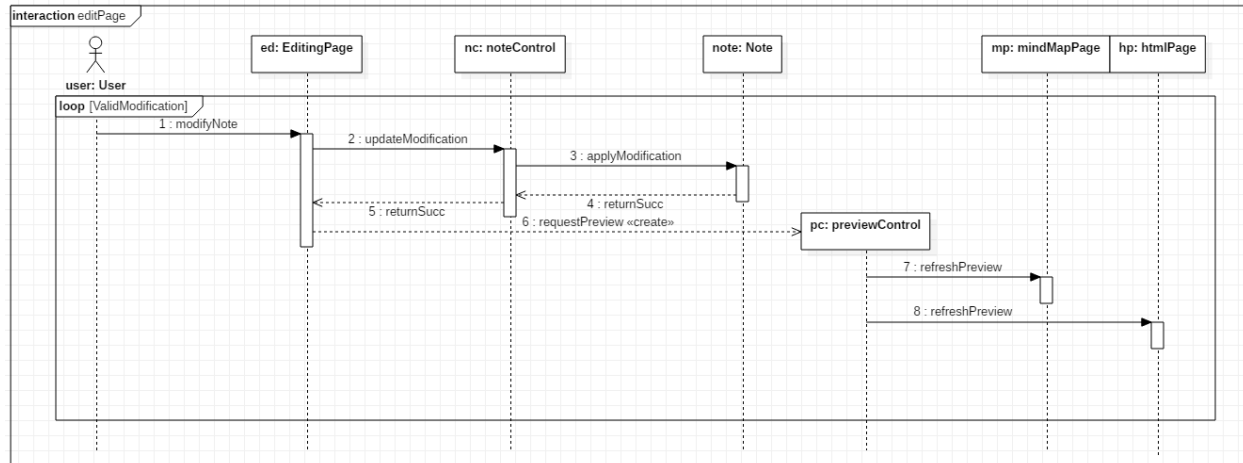 interaction editPage
ed: EditingPage
nc: noteControl
note: Note
mp: mindMapPage
hp: htmlPage
user: User
loop [ValidModification]
1 : modifyNote
2 : updateModification
3 : applyModification
4 : returnSucc
5 : returnSucc
6 : requestPreview «create»
pc: previewControl
7 : refreshPreview
8 : refreshPreview